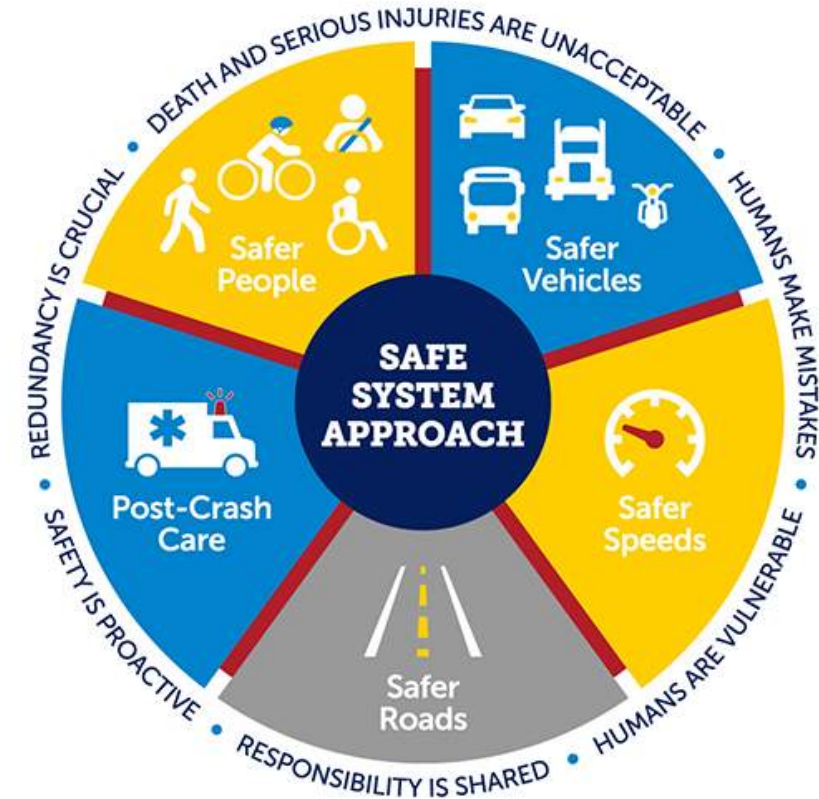 DEATH AND SERIOUS INJURIES ARE UNACCEPTABLE
HUMANS MAKE MISTAKES
HUMANS ARE VULNERABLE
RESPONSIBILITY IS SHARED
SAFETY IS PROACTIVE
REDUNDANCY IS CRUCIAL
Safer
People
Safer
Vehicles
SAFE
SYSTEM
APPROACH
Post-Crash
Care
Safer
Speeds
Safer
Roads